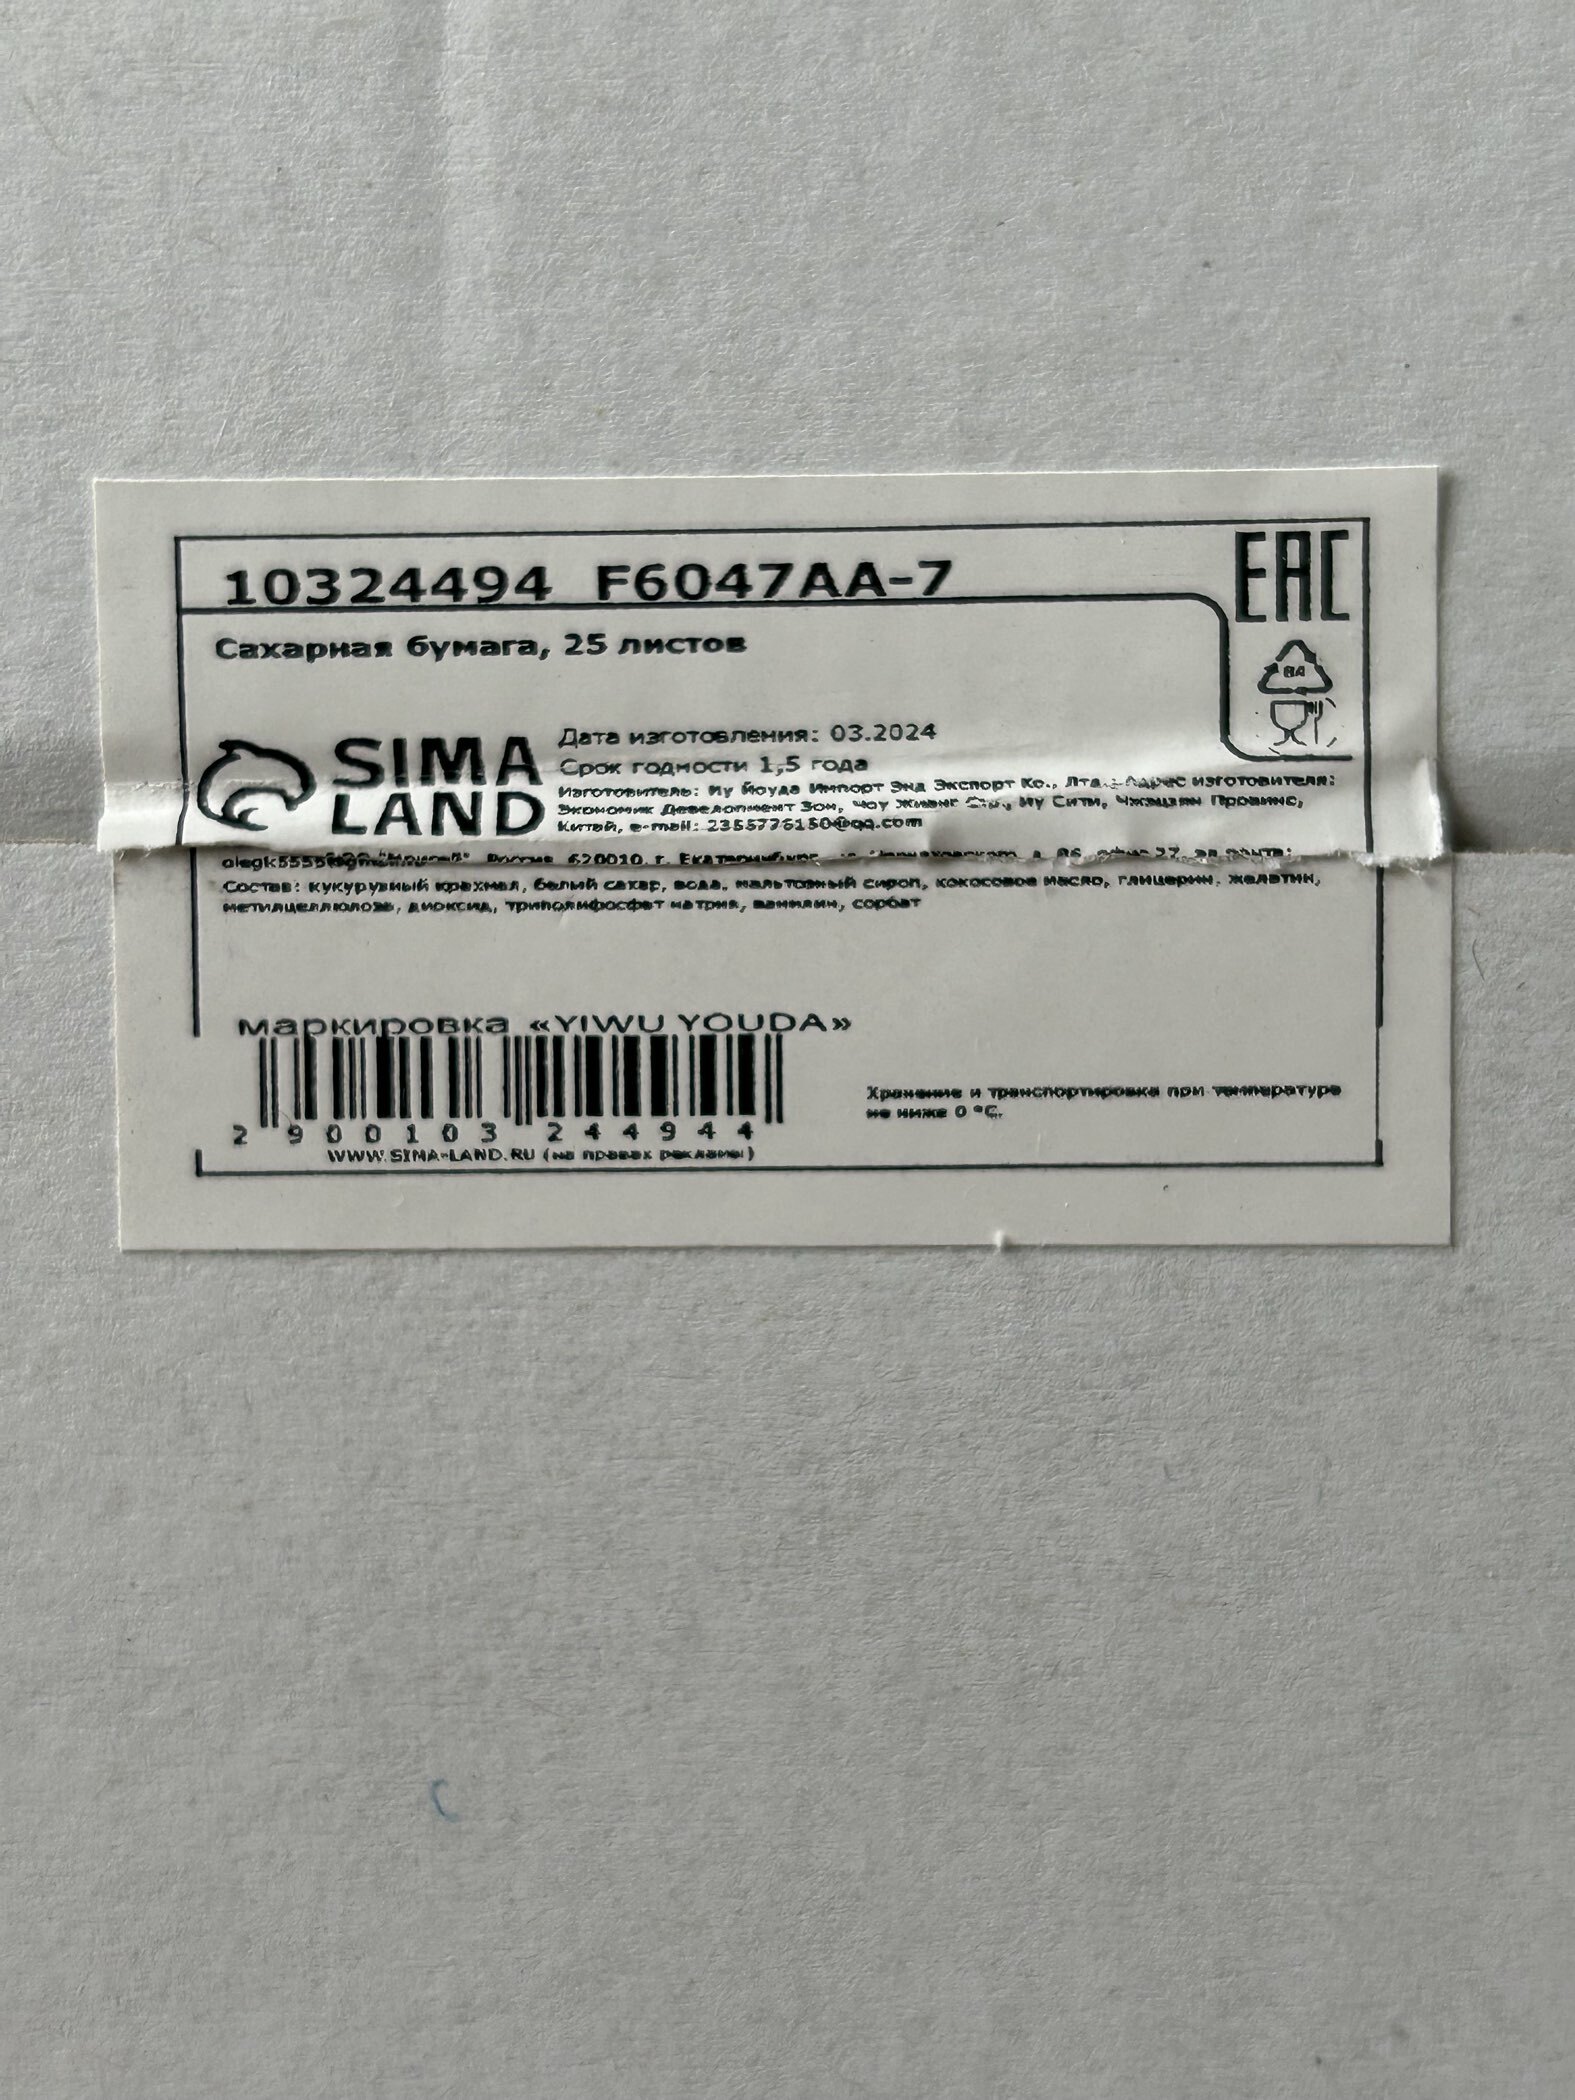 10324494 F6047AA-7
EAC
Сахарная бумага, 25 листов
SIMA
LAND
Дата изготовления: 03.2024
Срок годности 1,5 года
Изготовитель: Иу Йоуда Импорт Энд Экспорт Ко., Лтд., Адрес изготовителя:
Экономик Девелопмент Зон, Чоу Жианг Стр., Иу Сити, Чжэцзян Провинс,
Китай, e-mail: 2355776150@qq.com
Россия, 620010, г. Екатеринбург,
Состав: кукурузный крахмал, белый сахар, вода, мальтозный сироп, кокосовое масло, глицерин, желатин,
метилцеллюлоза, диоксид, триполифосфат натрия, ванилин, сорбат
маркировка «YIWU YOUDA»
2 900103 244944
WWW.SIMA-LAND.RU (на правах рекламы)
Хранение и транспортировка при температуре
не ниже 0 °С.